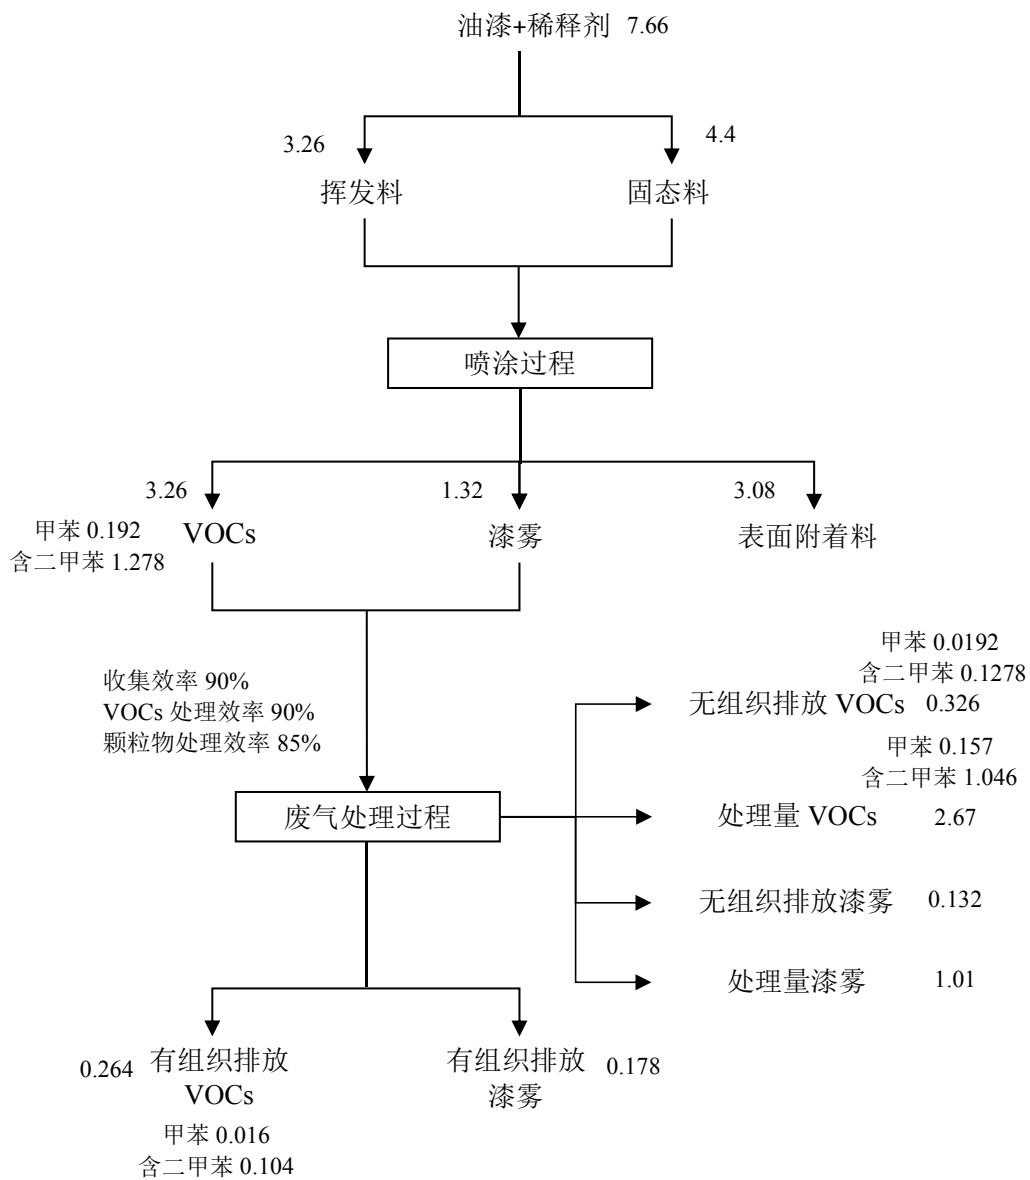 油漆+稀释剂 7.66
3.26
4.4
挥发料
固态料
喷涂过程
3.26
1.32
3.08
甲苯 0.192
含二甲苯 1.278
VOCs
漆雾
表面附着料
收集效率 90%
VOCs 处理效率 90%
颗粒物处理效率 85%
甲苯 0.0192
含二甲苯 0.1278
无组织排放 VOCs 0.326
甲苯 0.157
含二甲苯 1.046
废气处理过程
处理量 VOCs 2.67
无组织排放漆雾 0.132
处理量漆雾 1.01
0.264
有组织排放
VOCs
甲苯 0.016
含二甲苯 0.104
有组织排放
漆雾
0.178